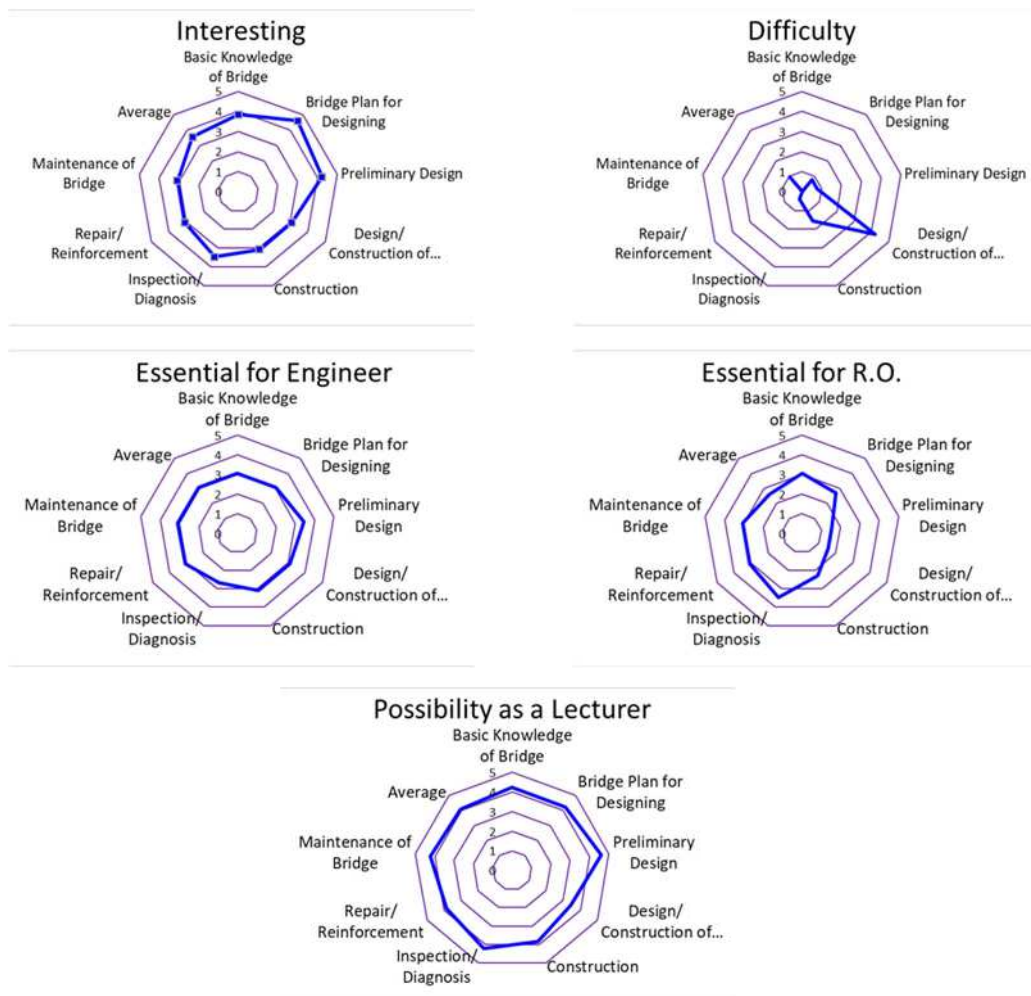 Interesting
Basic Knowledge
of Bridge
Bridge Plan for
Designing
Preliminary Design
Design/
Construction of...
Construction
Inspection/
Diagnosis
Repair/
Reinforcement
Maintenance of
Bridge
Average
5
4
3
2
1
0
Difficulty
Basic Knowledge
of Bridge
Bridge Plan for
Designing
Preliminary Design
Design/
Construction of...
Construction
Inspection/
Diagnosis
Repair/
Reinforcement
Maintenance of
Bridge
Average
5
4
3
2
1
0
Essential for Engineer
Basic Knowledge
of Bridge
Bridge Plan for
Designing
Preliminary
Design
Design/
Construction of...
Construction
Inspection/
Diagnosis
Repair/
Reinforcement
Maintenance of
Bridge
Average
5
4
3
2
1
0
Essential for R.O.
Basic Knowledge
of Bridge
Bridge Plan for
Designing
Preliminary
Design
Design/
Construction of...
Construction
Inspection/
Diagnosis
Repair/
Reinforcement
Maintenance of
Bridge
Average
5
4
3
2
1
0
Possibility as a Lecturer
Basic Knowledge
of Bridge
Bridge Plan for
Designing
Preliminary
Design
Design/
Construction of...
Construction
Inspection/
Diagnosis
Repair/
Reinforcement
Maintenance of
Bridge
Average
5
4
3
2
1
0